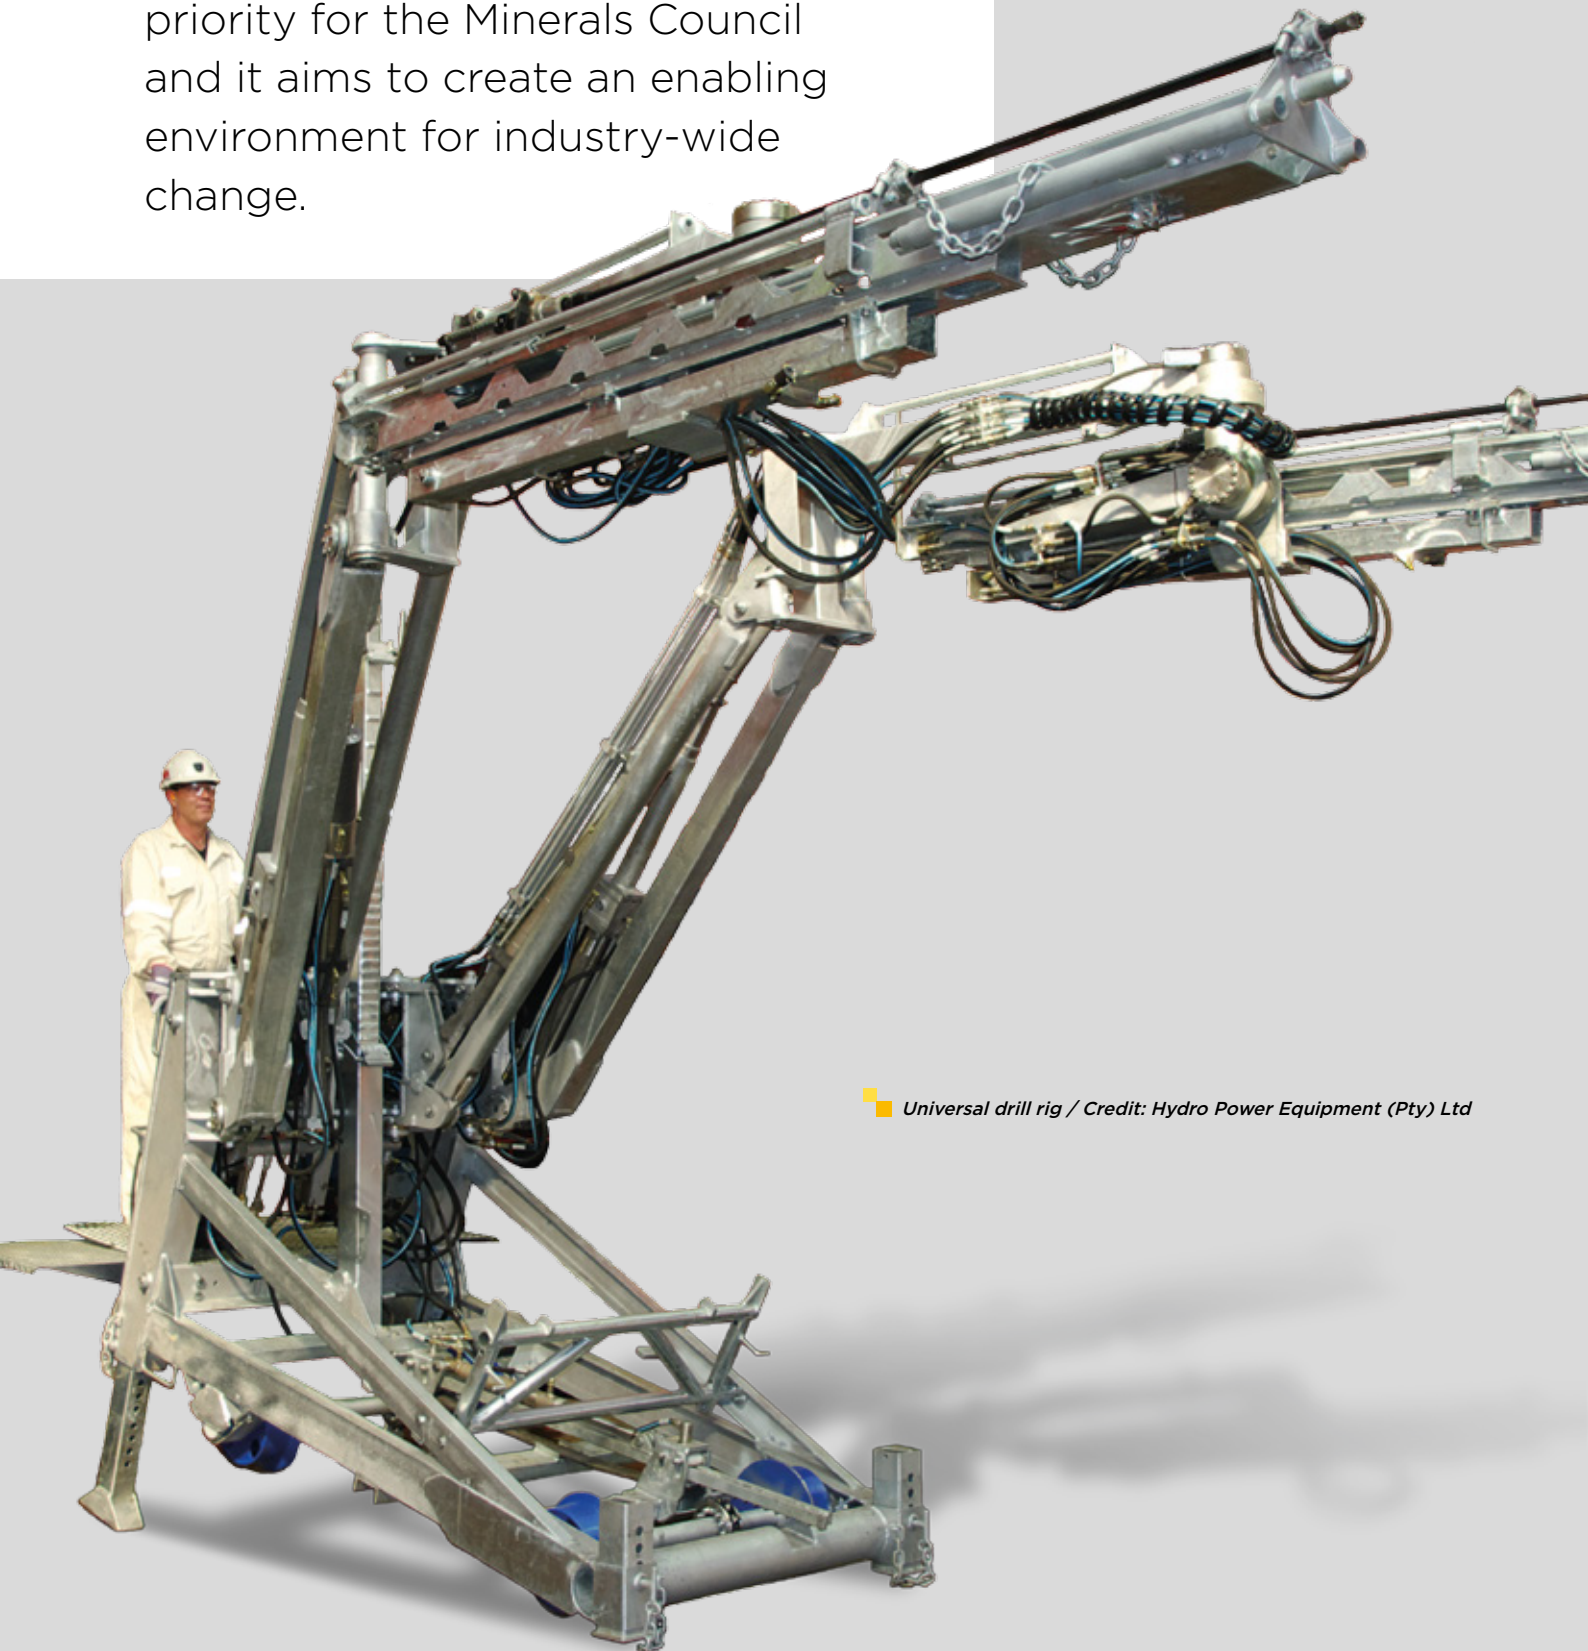 priority for the Minerals Council
and it aims to create an enabling
environment for industry-wide
change.
Universal drill rig / Credit: Hydro Power Equipment (Pty) Ltd